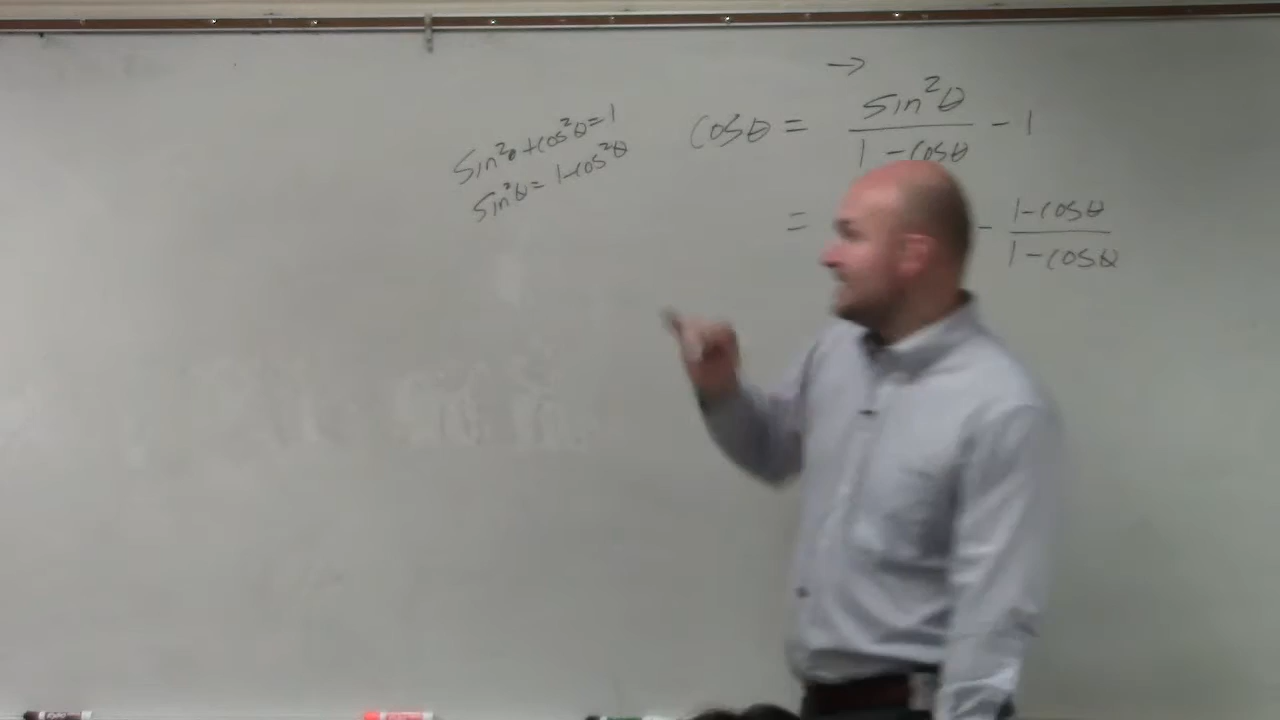 sin²θ+cos²θ=1
sin²θ = 1-cos²θ
→
cosθ = sin²θ / 1-cosθ - 1
= - 1-cosθ / 1-cosθ